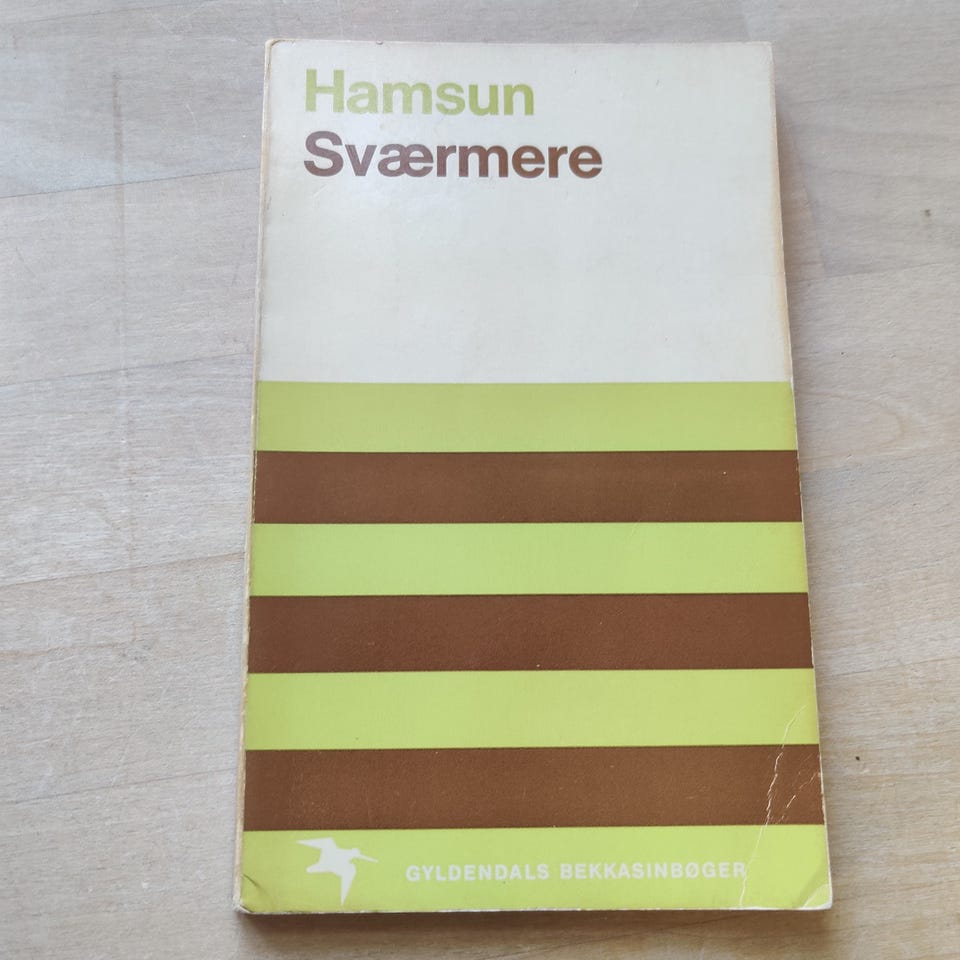 Hamsun
Sværmere
GYLDENDALS BEKKASINBØGER